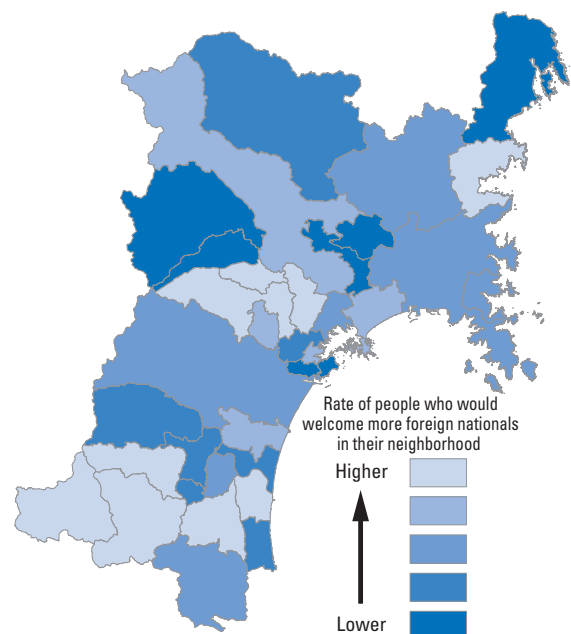 Rate of people who would
welcome more foreign nationals
in their neighborhood
Higher
Lower